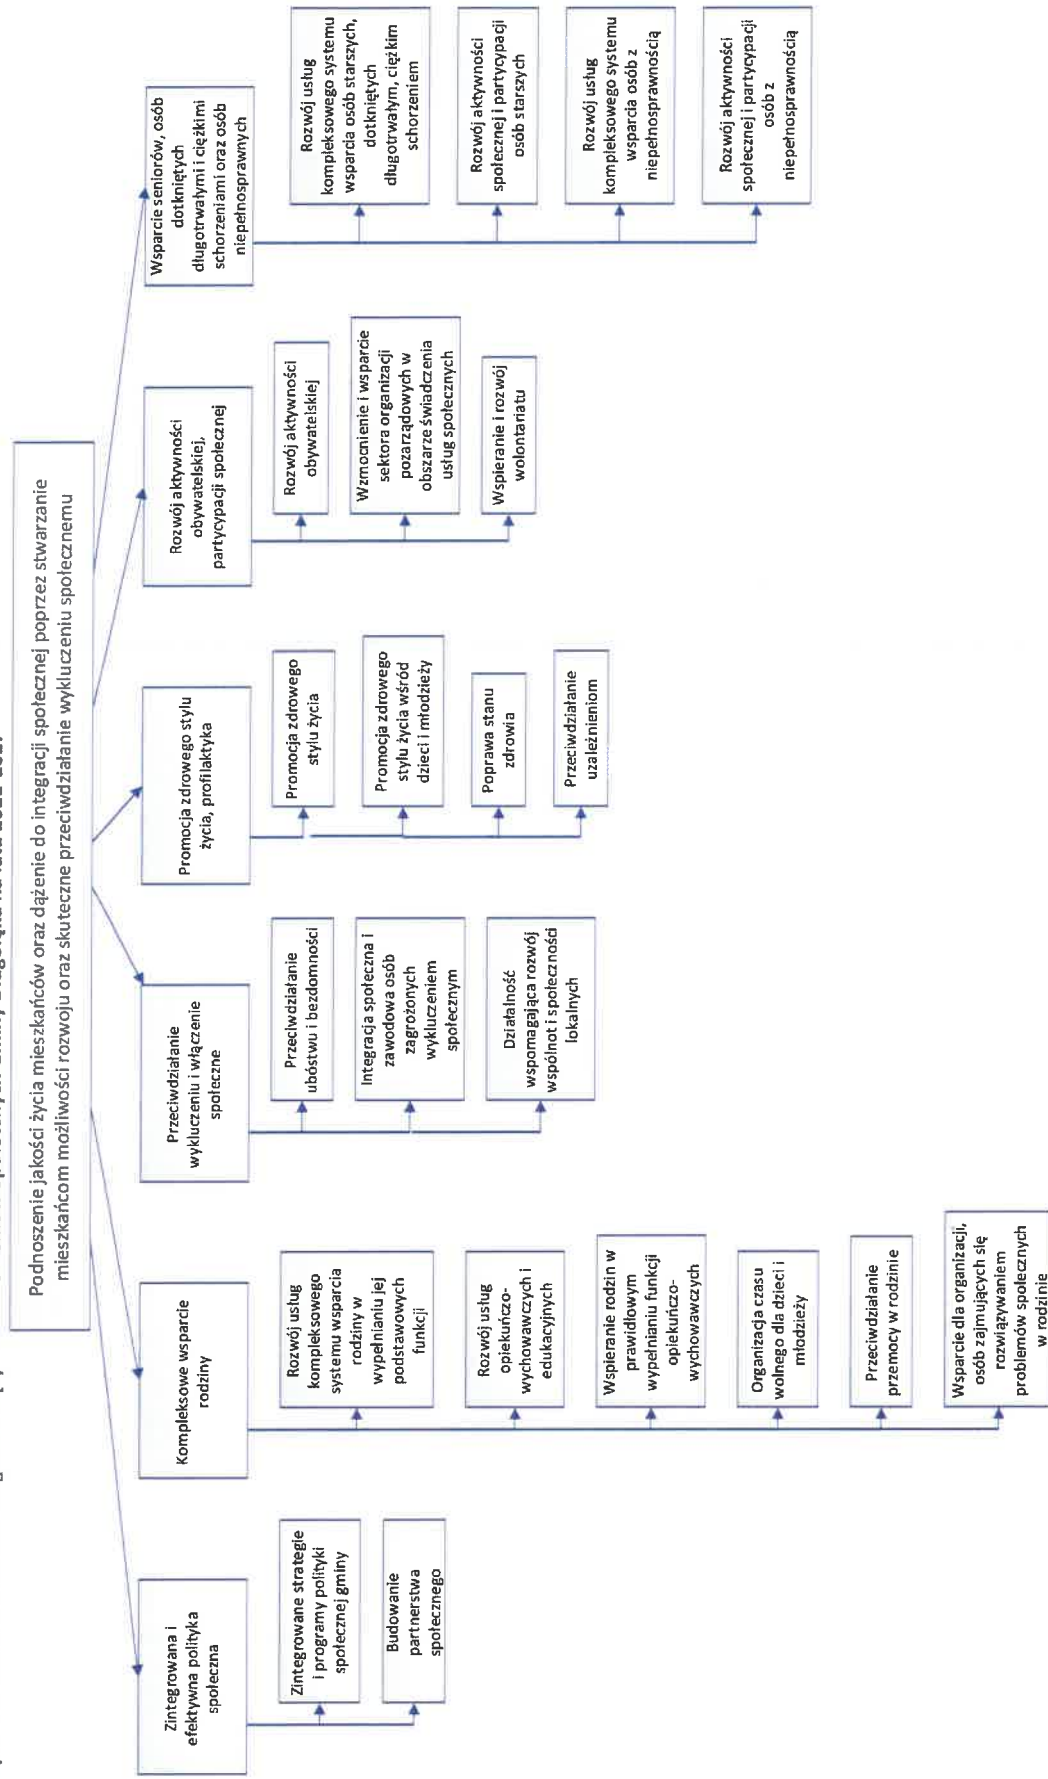 Podnoszenie jakości życia mieszkańców oraz dążenie do integracji społecznej poprzez stwarzanie
mieszkańcom możliwości rozwoju oraz skuteczne przeciwdziałanie wykluczeniu społecznemu
Zintegrowana i
efektywna polityka
społeczna
Zintegrowane strategie
i programy polityki
społecznej gminy
Budowanie
partnerstwa
społecznego
Kompleksowe wsparcie
rodziny
Rozwój usług
kompleksowego
systemu wsparcia
rodziny w
wypełnianiu jej
podstawowych
funkcji
Rozwój usług
opiekuńczo-
wychowawczych i
edukacyjnych
Wspieranie rodzin w
prawidłowym
wypełnianiu funkcji
opiekuńczo-
wychowawczych
Organizacja czasu
wolnego dla dzieci i
młodzieży
Przeciwdziałanie
przemocy w rodzinie
Wsparcie dla organizacji,
osób zajmujących się
rozwiązywaniem
problemów społecznych
w rodzinie
Przeciwdziałanie
wykluczeniu i włączenie
społeczne
Przeciwdziałanie
ubóstwu i bezdomności
Integracja społeczna i
zawodowa osób
zagrożonych
wykluczeniem
społecznym
Działalność
wspomagająca rozwój
wspólnot i społeczności
lokalnych
Promocja zdrowego stylu
życia, profilaktyka
Promocja zdrowego
stylu życia
Promocja zdrowego
stylu życia wśród
dzieci i młodzieży
Poprawa stanu
zdrowia
Przeciwdziałanie
uzależnieniom
Rozwój aktywności
obywatelskiej,
partycypacji społecznej
Rozwój aktywności
obywatelskiej
Wzmocnienie i wsparcie
sektora organizacji
pozarządowych w
obszarze świadczenia
usług społecznych
Wspieranie i rozwój
wolontariatu
Wsparcie seniorów, osób
dotkniętych
długotrwałymi i ciężkimi
schorzeniami oraz osób
niepełnosprawnych
Rozwój usług
kompleksowego systemu
wsparcia osób starszych,
dotkniętych
długotrwałym, ciężkim
schorzeniem
Rozwój aktywności
społecznej i partycypacji
osób starszych
Rozwój usług
kompleksowego systemu
wsparcia osób z
niepełnosprawnością
Rozwój aktywności
społecznej i partycypacji
osób z
niepełnosprawnością